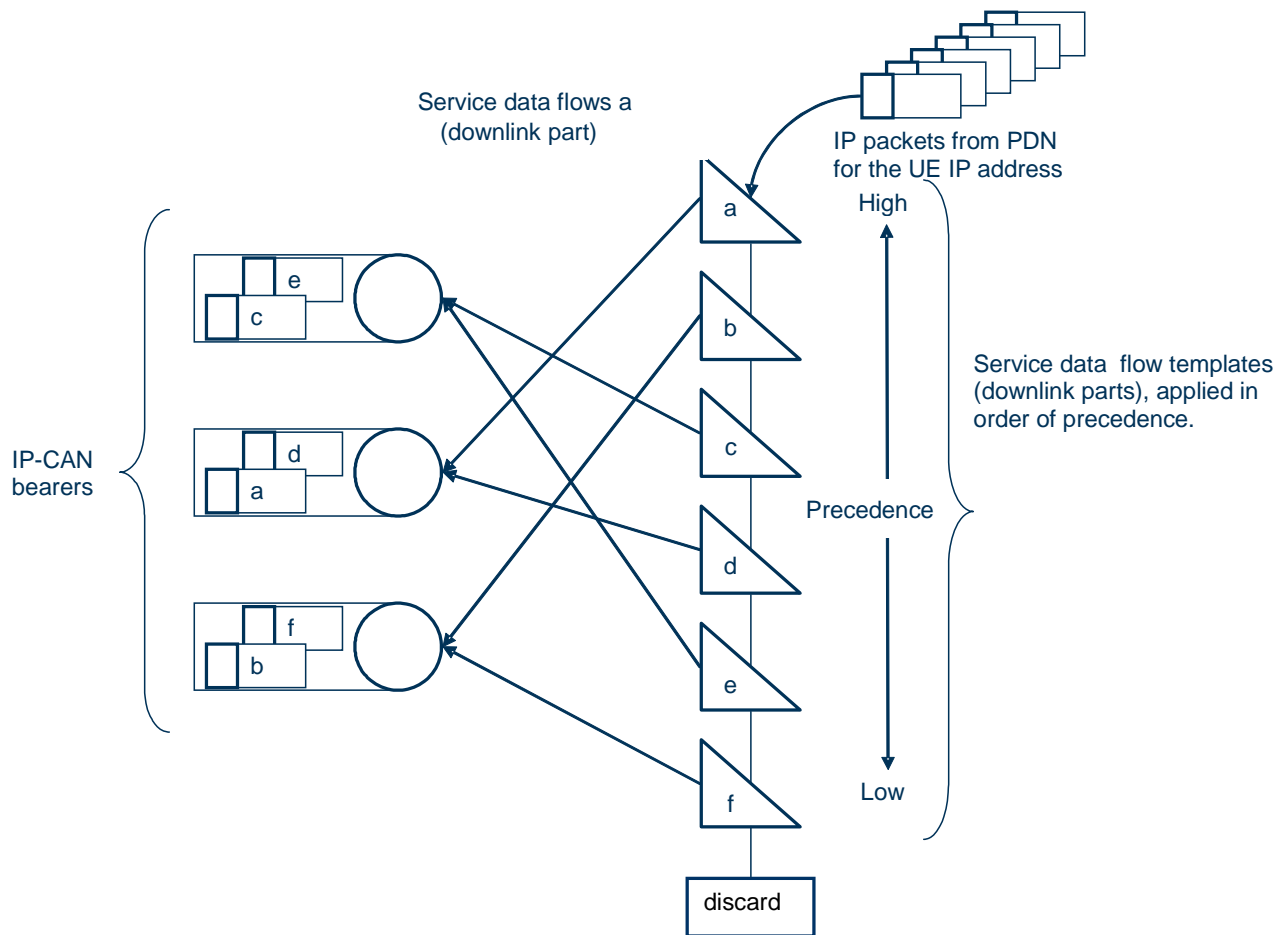 Service data flows a
(downlink part)
IP packets from PDN
for the UE IP address
High
a
b
c
d
e
f
Precedence
Low
Service data flow templates
(downlink parts), applied in
order of precedence.
IP-CAN
bearers
e
c
d
a
f
b
discard